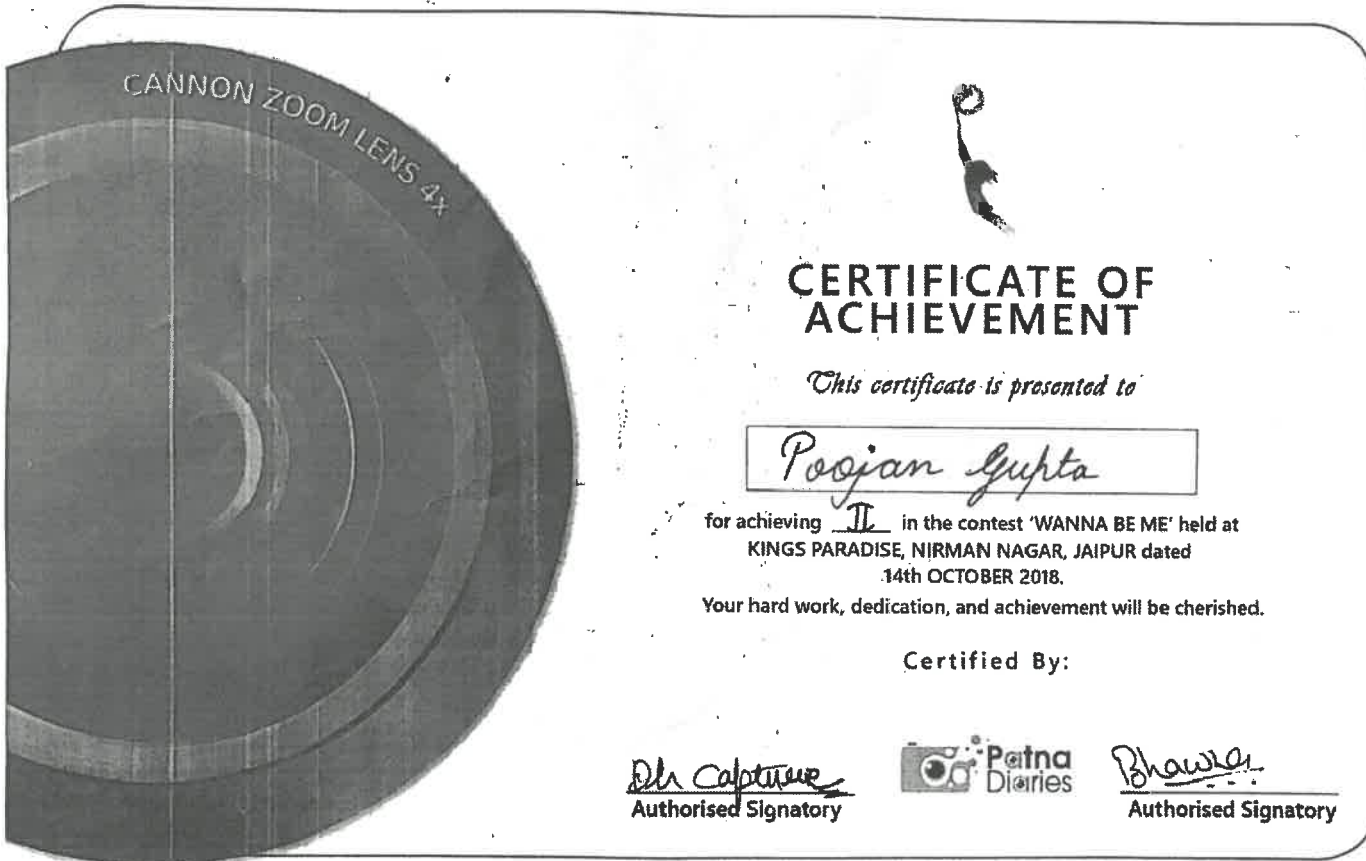 CANNON ZOOM LENS 4x
CERTIFICATE OF
ACHIEVEMENT
This certificate is presented to
Poojan Gupta
for achieving II in the contest 'WANNA BE ME' held at
KINGS PARADISE, NIRMAN NAGAR, JAIPUR dated
14th OCTOBER 2018.
Your hard work, dedication, and achievement will be cherished.
Certified By:
Capture
Authorised Signatory
Patna
Diaries
Authorised Signatory